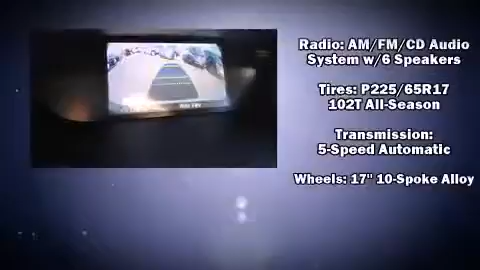 Radio: AM/FM/CD Audio
System w/6 Speakers
Tires: P225/65R17
102T All-Season
Transmission:
5-Speed Automatic
Wheels: 17" 10-Spoke Alloy